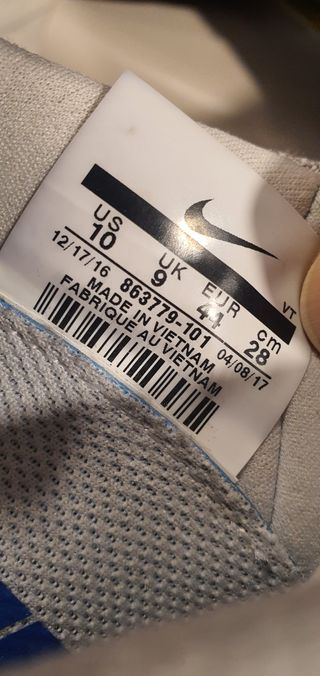 VT
US UK EUR cm
10 9 44 28
12/17/16 863779-101 04/08/17
MADE IN VIETNAM
FABRIQUE AU VIETNAM